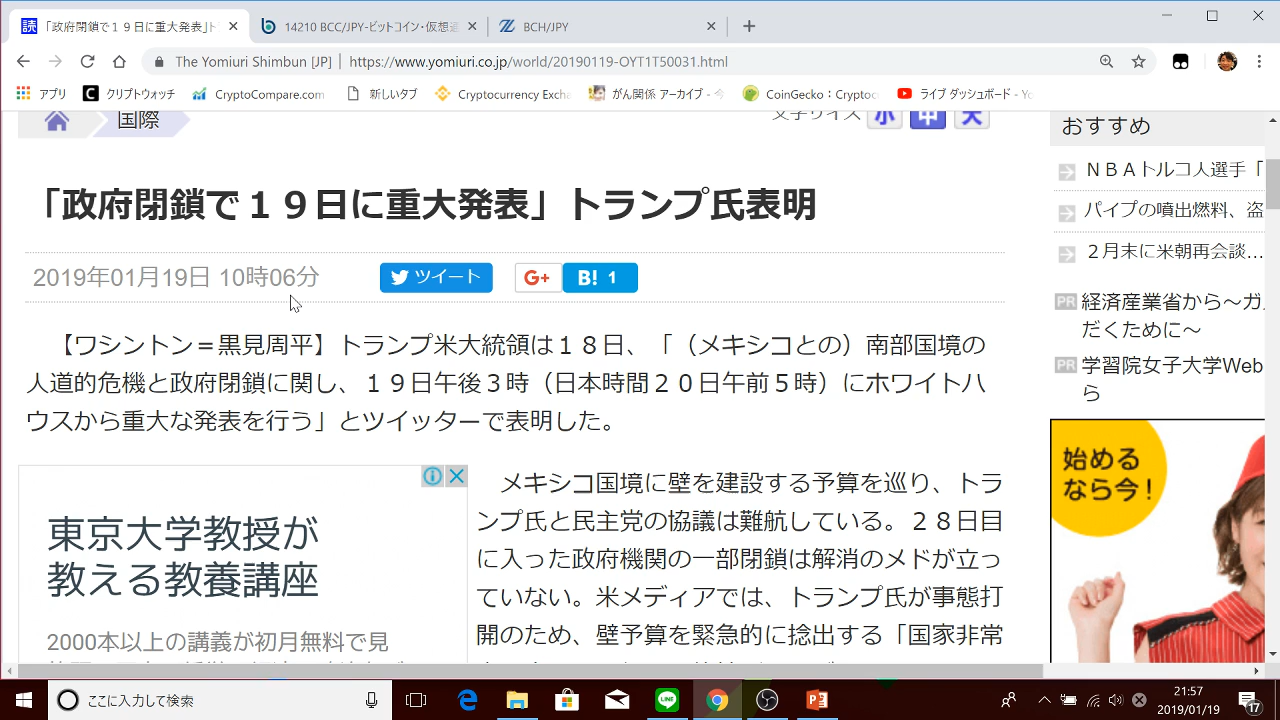 「政府閉鎖で１９日に重大発表」ト
14210 BCC/JPY-ビットコイン・仮想通
BCH/JPY
The Yomiuri Shimbun [JP] | https://www.yomiuri.co.jp/world/20190119-OYT1T50031.html
アプリ
クリプトウォッチ
CryptoCompare.com
新しいタブ
Cryptocurrency Excha
がん関係 アーカイブ - 今
CoinGecko：Cryptoc
ライブ ダッシュボード - Yo
国際
文字サイズ 小 中 大
「政府閉鎖で１９日に重大発表」トランプ氏表明
2019年01月19日 10時06分
ツイート
G+
B! 1
【ワシントン＝黒見周平】トランプ米大統領は１８日、「（メキシコとの）南部国境の
人道的危機と政府閉鎖に関し、１９日午後３時（日本時間２０日午前５時）にホワイトハ
ウスから重大な発表を行う」とツイッターで表明した。
東京大学教授が
教える教養講座
2000本以上の講義が初月無料で見
メキシコ国境に壁を建設する予算を巡り、トラ
ンプ氏と民主党の協議は難航している。２８日目
に入った政府機関の一部閉鎖は解消のメドが立っ
ていない。米メディアでは、トランプ氏が事態打
開のため、壁予算を緊急的に捻出する「国家非常
おすすめ
ＮＢＡトルコ人選手「
パイプの噴出燃料、盗
２月末に米朝再会談…
PR 経済産業省から～ガ
だくために～
PR 学習院女子大学Web
ら
始める
なら今！
ここに入力して検索
21:57
2019/01/19
17